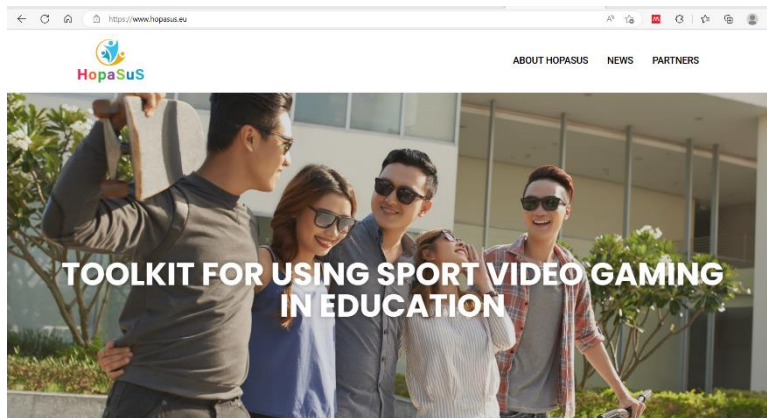 https://www.hopasus.eu
HopaSuS
ABOUT HOPASUS NEWS PARTNERS
TOOLKIT FOR USING SPORT VIDEO GAMING
IN EDUCATION